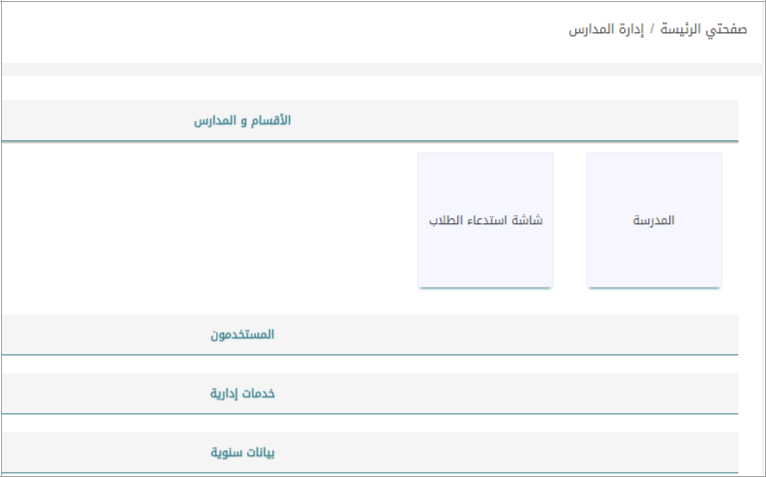 صفحتي الرئيسة / إدارة المدارس
الأقسام و المدارس
المدرسة
شاشة استدعاء الطلاب
المستخدمون
خدمات إدارية
بيانات سنوية